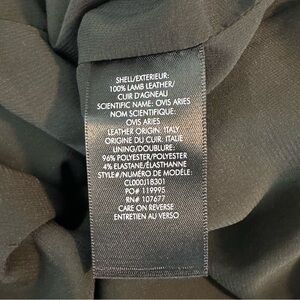 SHELL/EXTERIEUR:
100% LAMB LEATHER/
CUIR D'AGNEAU
SCIENTIFIC NAME: OVIS ARIES
NOM SCIENTIFIQUE:
OVIS ARIES
LEATHER ORIGIN: ITALY
ORIGINE DU CUIR: ITALIE
LINING/DOUBLURE:
96% POLYESTER/POLYESTER
4% ELASTANE/ÉLASTHANNE
STYLE#/NUMÉRO DE MODÈLE:
CL000J18301
PO# 119995
RN# 107677
CARE ON REVERSE
ENTRETIEN AU VERSO